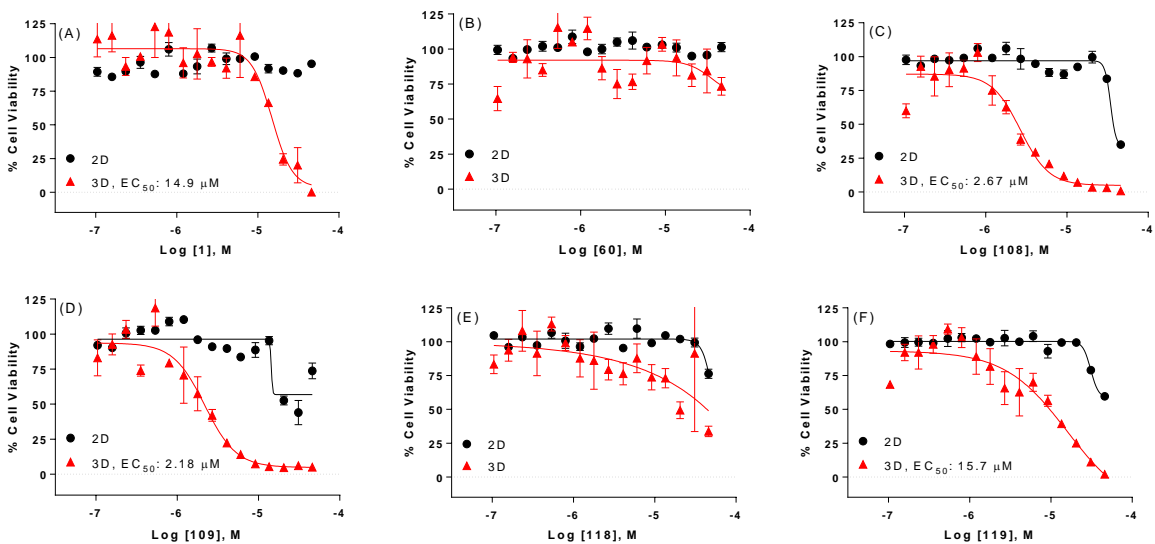 (A)
% Cell Viability
125
100
75
50
25
0
2D
3D, EC50: 14.9 µM
-7
-6
-5
-4
Log [1], M
(B)
% Cell Viability
125
100
75
50
25
0
2D
3D
-7
-6
-5
-4
Log [60], M
(C)
% Cell Viability
125
100
75
50
25
0
2D
3D, EC50: 2.67 µM
-7
-6
-5
-4
Log [108], M
(D)
% Cell Viability
125
100
75
50
25
0
2D
3D, EC50: 2.18 µM
-7
-6
-5
-4
Log [109], M
(E)
% Cell Viability
125
100
75
50
25
0
2D
3D
-7
-6
-5
-4
Log [118], M
(F)
% Cell Viability
125
100
75
50
25
0
2D
3D, EC50: 15.7 µM
-7
-6
-5
-4
Log [119], M